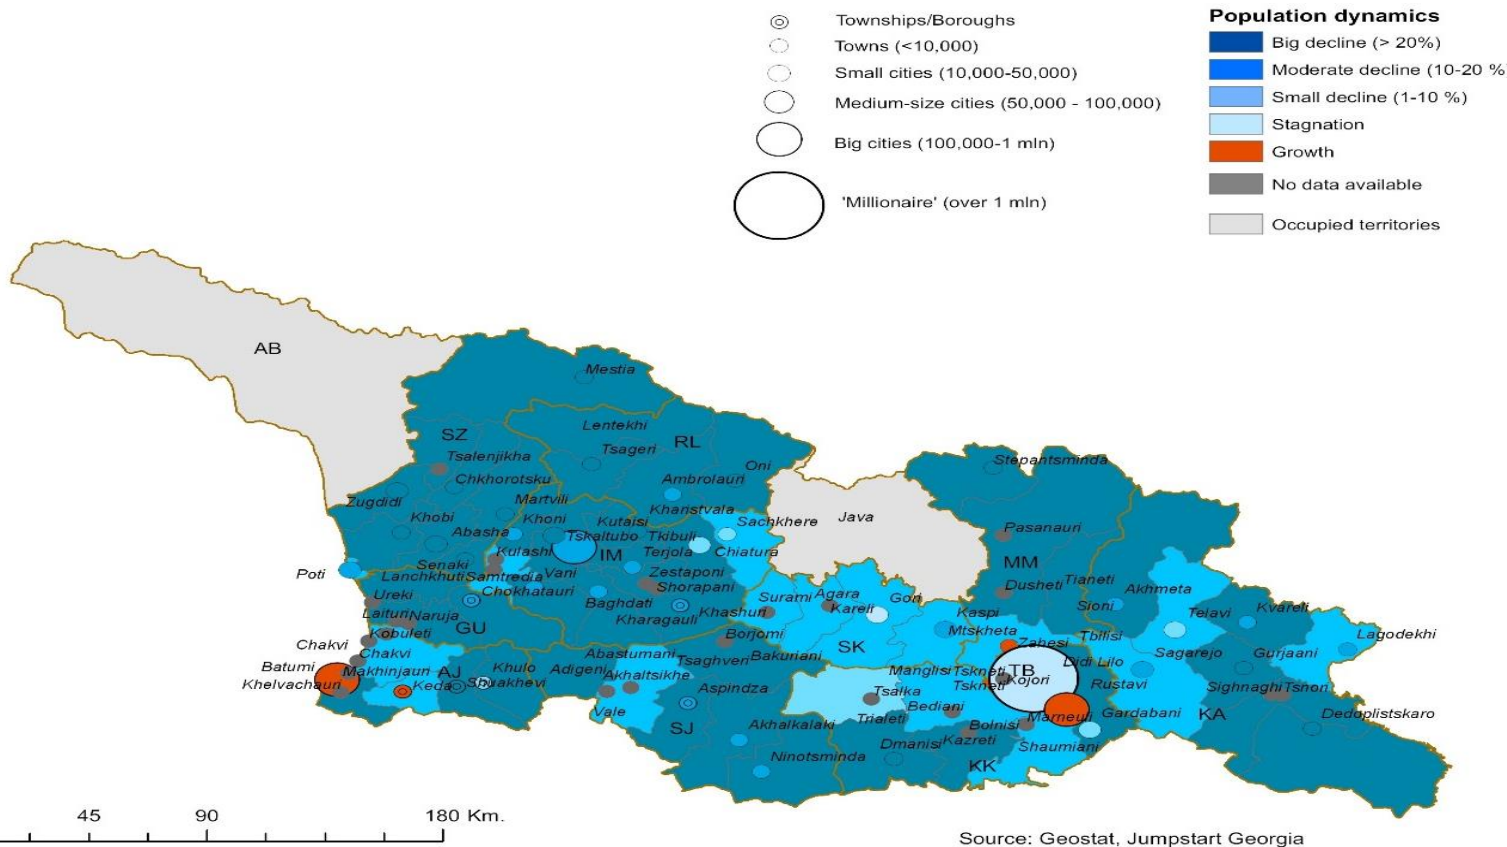 Townships/Boroughs
Towns (<10,000)
Small cities (10,000-50,000)
Medium-size cities (50,000 - 100,000)
Big cities (100,000-1 mln)
'Millionaire' (over 1 mln)
Population dynamics
Big decline (> 20%)
Moderate decline (10-20 %
Small decline (1-10 %)
Stagnation
Growth
No data available
Occupied territories
AB
Mestia
Lentekhi
SZ
RL
Tsageri
Tsalenjikha
Oni
Stepantsminda
Chkhorotsku
Ambrolauri
Zugdidi
Martvili
Kharistvala
Khobi
Khoni
Kutaisi
Sachkhere
Java
Abasha
Tskaltubo
Tkibuli
Pasanauri
Kulashi
IM
Terjola
Chiatura
MM
Senaki
Poti
Lanchkhuti
Samtredia
Vani
Zestaponi
Dusheti
Tianeti
Akhmeta
Ureki
Chokhatauri
Shorapani
Surami
Agara
Gori
Laituri
Naruja
Baghdati
Khashuri
Kareli
Kaspi
Sioni
Telavi
Kvareli
Kobuleti
GU
Kharagauli
Borjomi
Mtskheta
Zahesi
Tbilisi
Lagodekhi
Chakvi
Chakvi
Abastumani
Tsaghveri
Bakuriani
SK
Sagarejo
Gurjaani
Batumi
Makhinjauri
AJ
Khulo
Adigeni
Manglisi
Tskneti
TB
Didi Lilo
Khelvachauri
Keda
Shuakhevi
Akhaltsikhe
Aspindza
Tsalka
Tskneti
Kojori
Rustavi
Sighnaghi
Tsnori
Vale
Trialeti
Bediani
Marneuli
Gardabani
KA
Dedoplistskaro
SJ
Akhalkalaki
Bolnisi
Ninotsminda
Dmanisi
Kazreti
Shaumiani
KK
45
90
180 Km.
Source: Geostat, Jumpstart Georgia